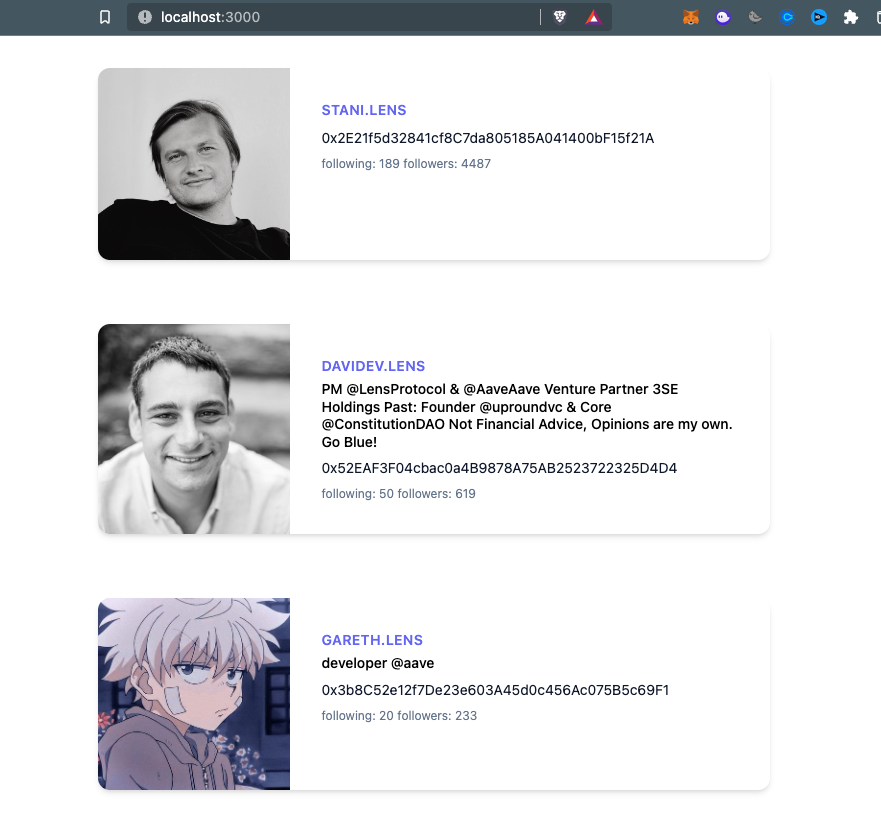 localhost:3000
STANI.LENS
0x2E21f5d32841cf8C7da805185A041400bF15f21A
following: 189 followers: 4487
DAVIDEV.LENS
PM @LensProtocol & @AaveAave Venture Partner 3SE
Holdings Past: Founder @uproundvc & Core
@ConstitutionDAO Not Financial Advice, Opinions are my own.
Go Blue!
0x52EAF3F04cbac0a4B9878A75AB2523722325D4D4
following: 50 followers: 619
GARETH.LENS
developer @aave
0x3b8C52e12f7De23e603A45d0c456Ac075B5c69F1
following: 20 followers: 233